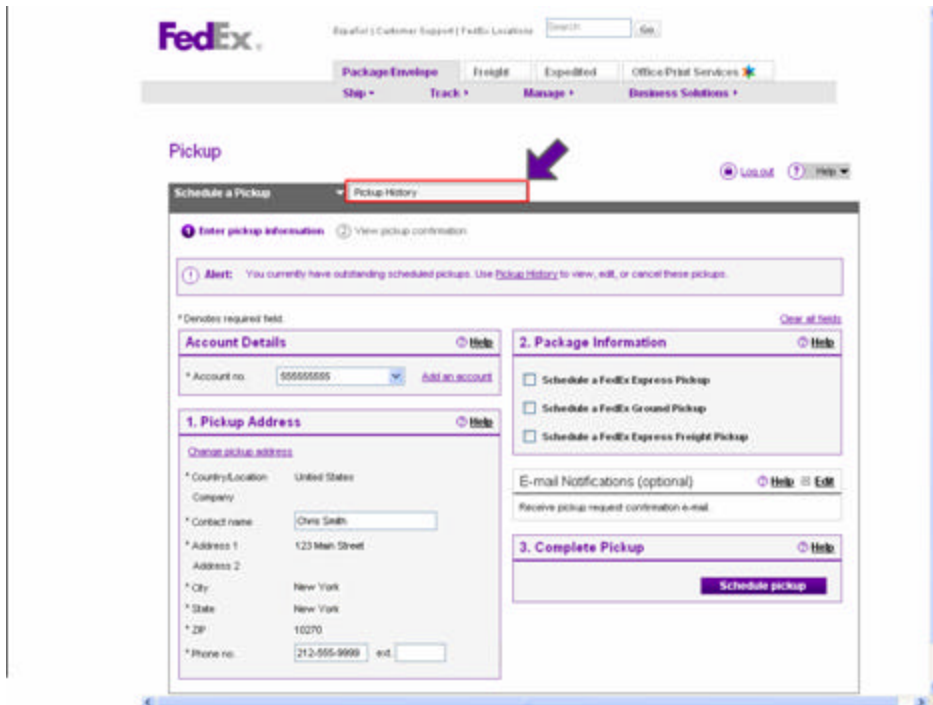 FedEx.
Español | Customer Support | FedEx Locations
Search
Go
Package/Envelope Freight Expedited Office/Print Services
Ship Track Manage Business Solutions
Pickup
Log out ? Help
Schedule a Pickup Pickup History
1 Enter pickup information 2 View pickup confirmation
! Alert: You currently have outstanding scheduled pickups. Use Pickup History to view, edit, or cancel these pickups.
* Denotes required field.
Clear all fields
Account Details ? Help
* Account no. 555555555 Add an account
1. Pickup Address ? Help
Change pickup address
* Country/Location United States
Company
* Contact name Chris Smith
* Address 1 123 Main Street
Address 2
* City New York
* State New York
* ZIP 10270
* Phone no. 212-555-9999 ext.
2. Package Information ? Help
Schedule a FedEx Express Pickup
Schedule a FedEx Ground Pickup
Schedule a FedEx Express Freight Pickup
E-mail Notifications (optional) ? Help Edit
Receive pickup request confirmation e-mail.
3. Complete Pickup ? Help
Schedule pickup